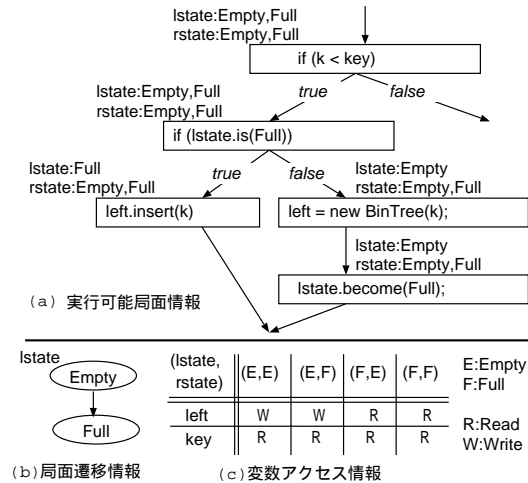 lstate:Empty,Full
rstate:Empty,Full
if (k < key)
true
false
lstate:Empty,Full
rstate:Empty,Full
if (lstate.is(Full))
true
false
lstate:Full
rstate:Empty,Full
left.insert(k)
lstate:Empty
rstate:Empty,Full
left = new BinTree(k);
lstate:Empty
rstate:Empty,Full
lstate.become(Full);
(a) 実行可能局面情報
lstate
Empty
Full
(b)局面遷移情報
(lstate, rstate) (E,E) (E,F) (F,E) (F,F)
left W W R R
key R R R R
E:Empty
F:Full
R:Read
W:Write
(c)変数アクセス情報